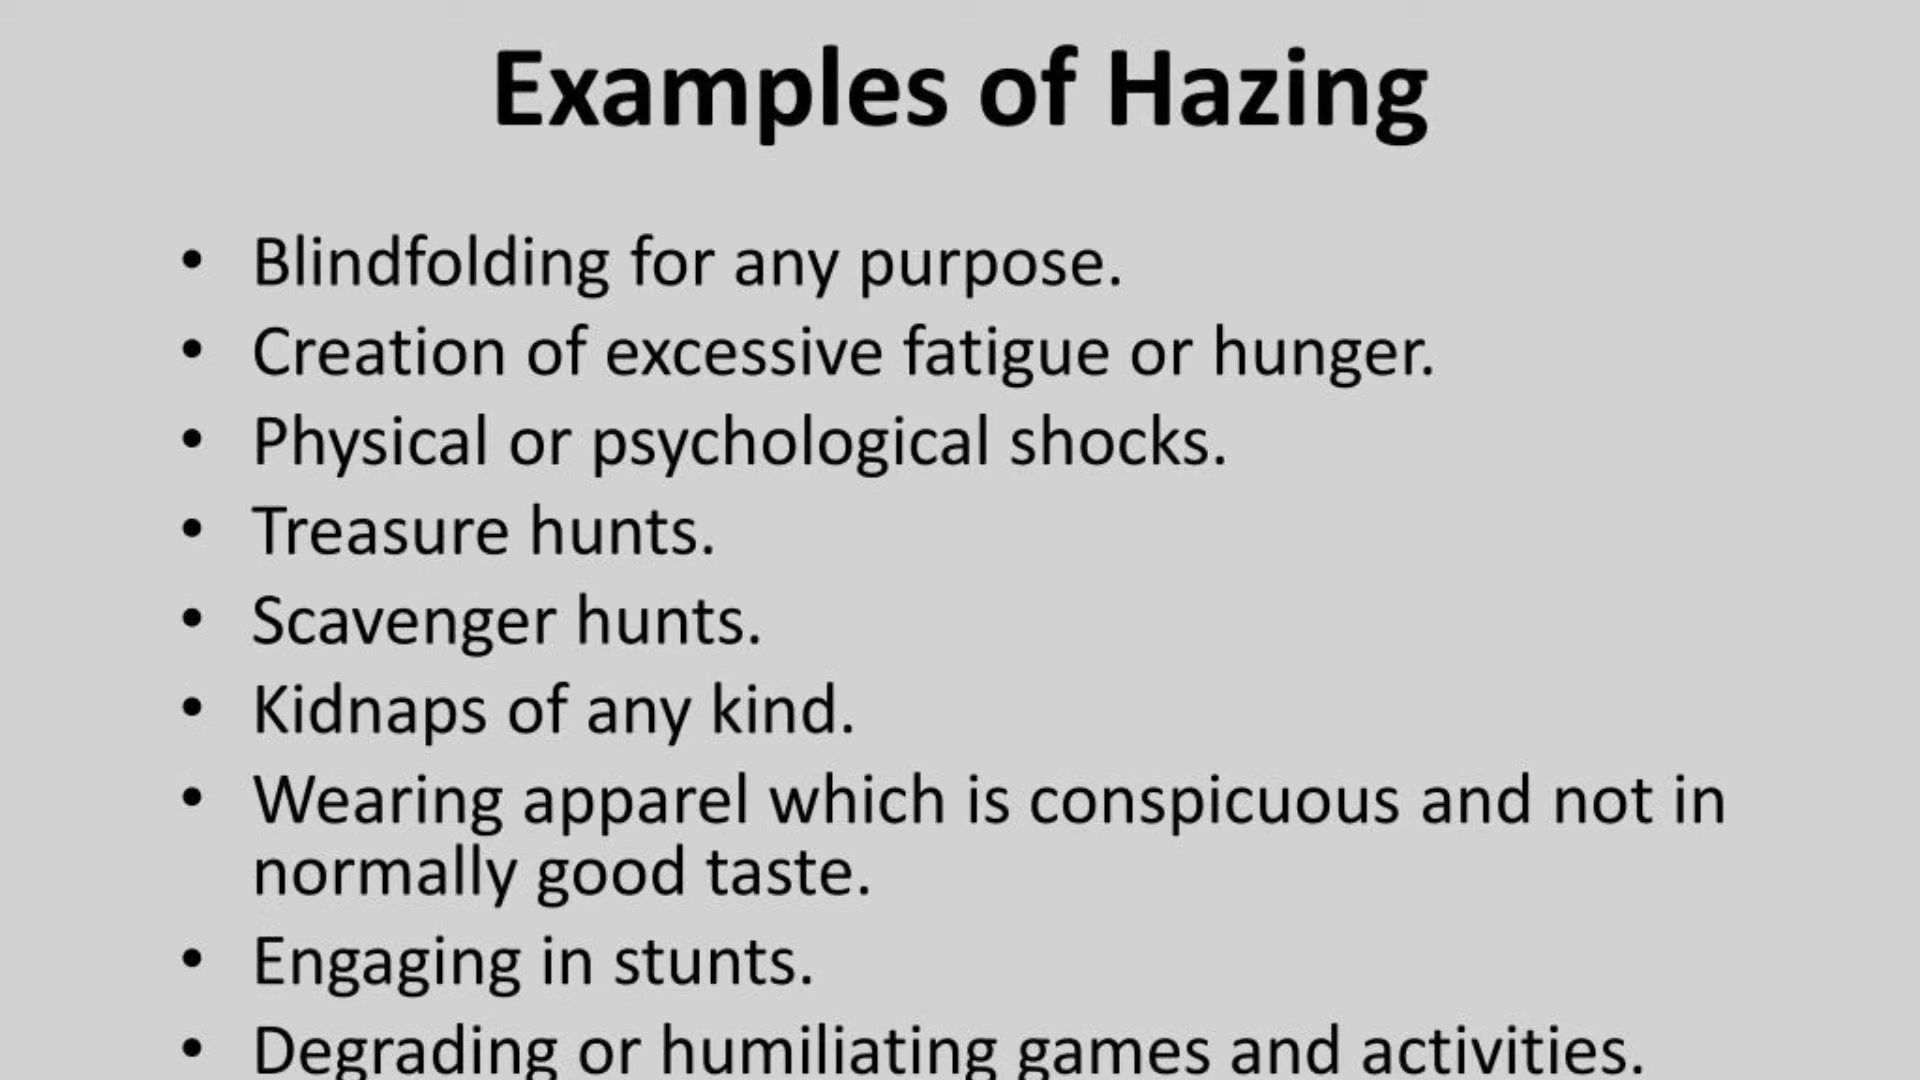 Examples of Hazing
• Blindfolding for any purpose.
• Creation of excessive fatigue or hunger.
• Physical or psychological shocks.
• Treasure hunts.
• Scavenger hunts.
• Kidnaps of any kind.
• Wearing apparel which is conspicuous and not in
normally good taste.
• Engaging in stunts.
• Degrading or humiliating games and activities.